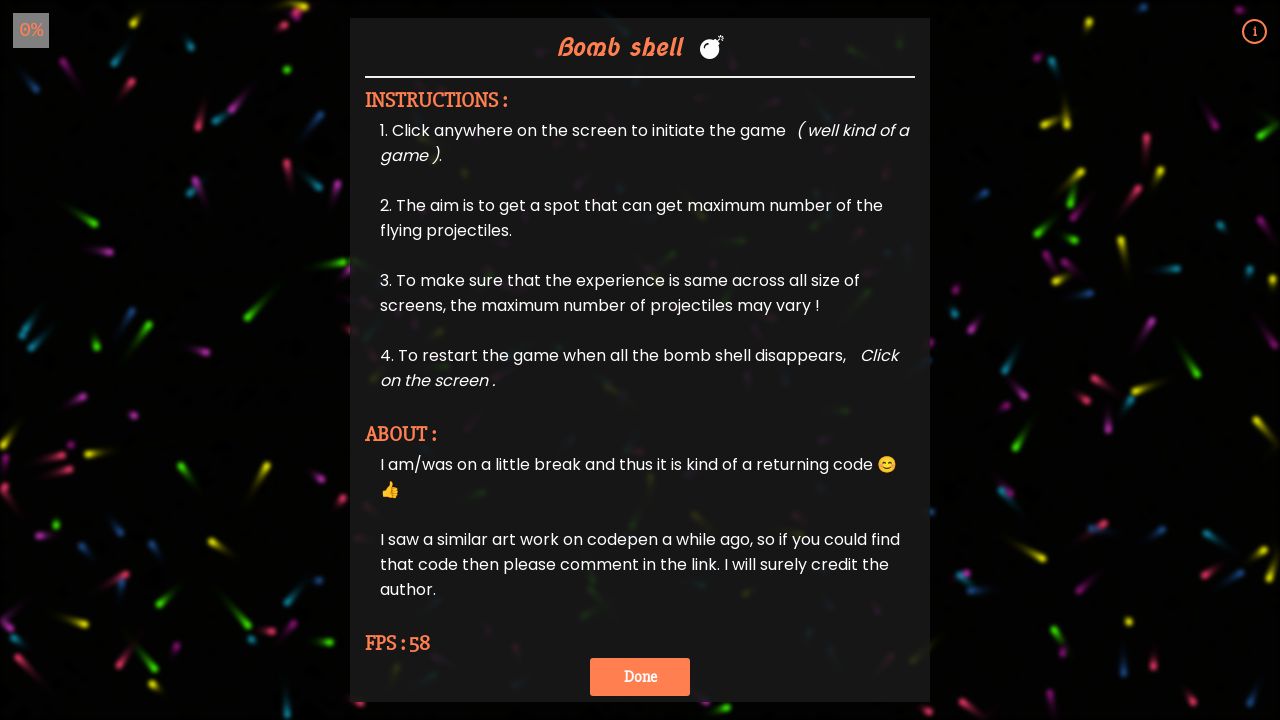 0%
i
Bomb shell 💣
INSTRUCTIONS :
1. Click anywhere on the screen to initiate the game ( well kind of a
game ).
2. The aim is to get a spot that can get maximum number of the
flying projectiles.
3. To make sure that the experience is same across all size of
screens, the maximum number of projectiles may vary !
4. To restart the game when all the bomb shell disappears, Click
on the screen .
ABOUT :
I am/was on a little break and thus it is kind of a returning code 😊
👍
I saw a similar art work on codepen a while ago, so if you could find
that code then please comment in the link. I will surely credit the
author.
FPS : 58
Done